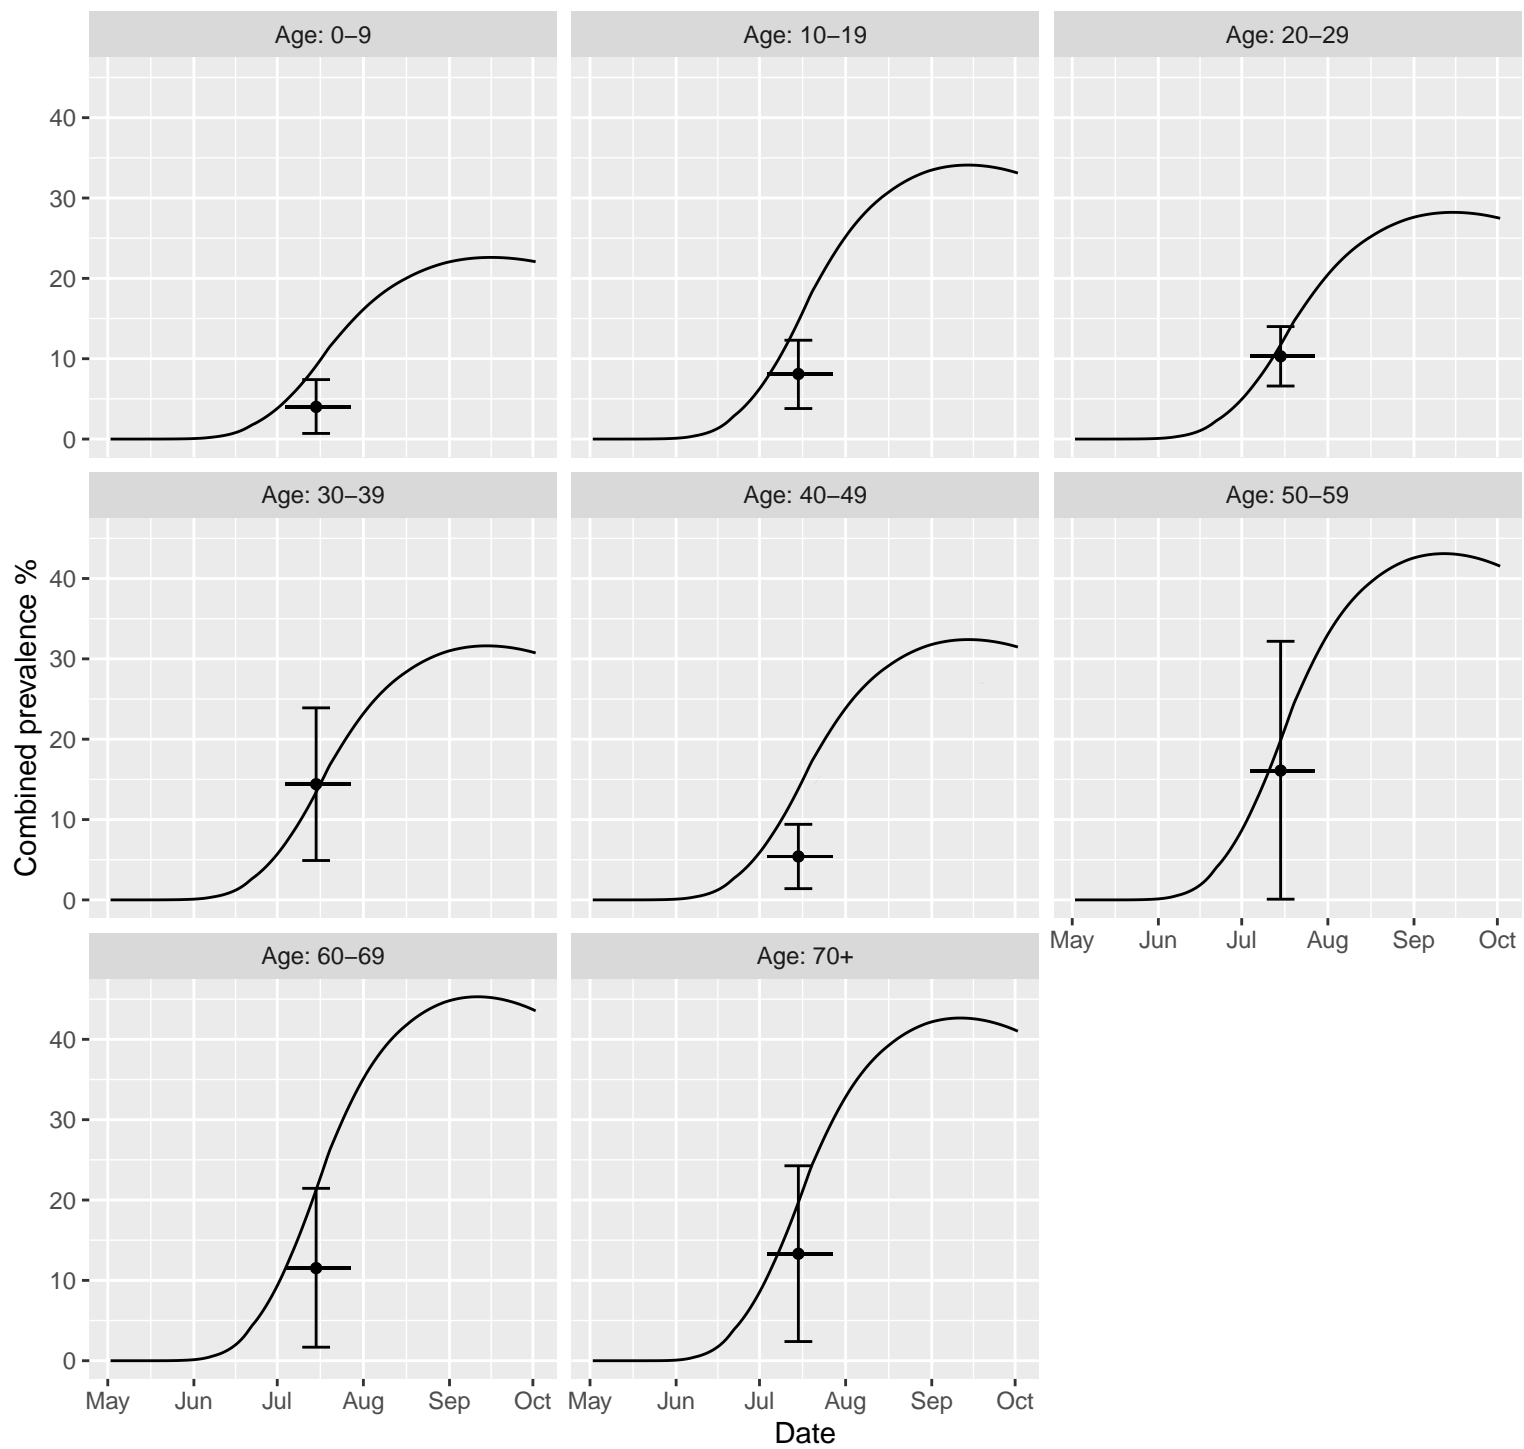 Age: 0–9
Age: 10–19
Age: 20–29
40
30
20
10
0
Age: 30–39
Age: 40–49
Age: 50–59
40
30
20
10
0
May Jun Jul Aug Sep Oct
Age: 60–69
Age: 70+
40
30
20
10
0
May Jun Jul Aug Sep Oct
May Jun Jul Aug Sep Oct
Date
Combined prevalence %